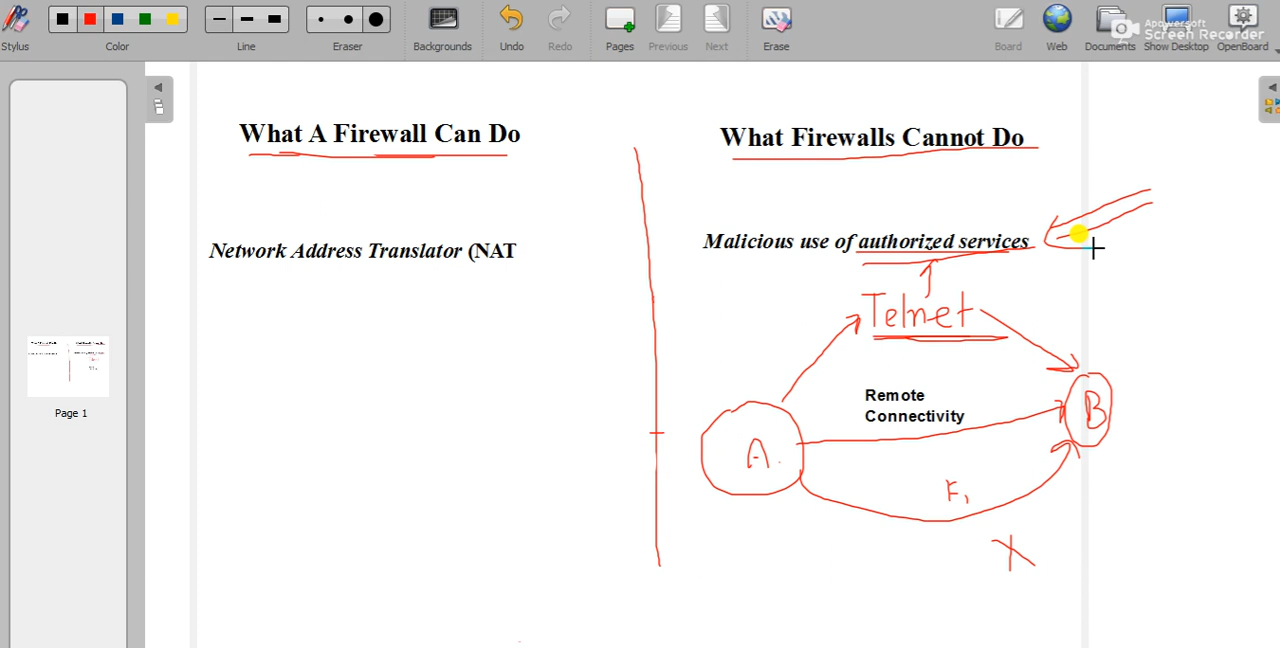 Stylus
Color
Line
Eraser
Backgrounds
Undo
Redo
Pages
Previous
Next
Erase
Board
Web
Documents
Show Desktop
OpenBoard
Apowersoft
Screen Recorder
What A Firewall Can Do
What Firewalls Cannot Do
Network Address Translator (NAT
Malicious use of authorized services
Telnet
Remote
Connectivity
A
B
F1
X
Page 1